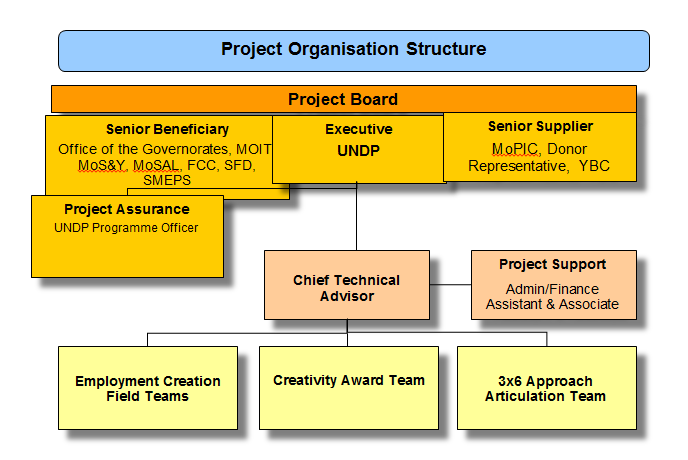 Project Organisation Structure
Project Board
Senior Beneficiary
Office of the Governorates, MOIT
MoS&Y, MoSAL, FCC, SFD,
SMEPS
Executive
UNDP
Senior Supplier
MoPIC, Donor
Representative, YBC
Project Assurance
UNDP Programme Officer
Chief Technical
Advisor
Project Support
Admin/Finance
Assistant & Associate
Employment Creation
Field Teams
Creativity Award Team
3x6 Approach
Articulation Team